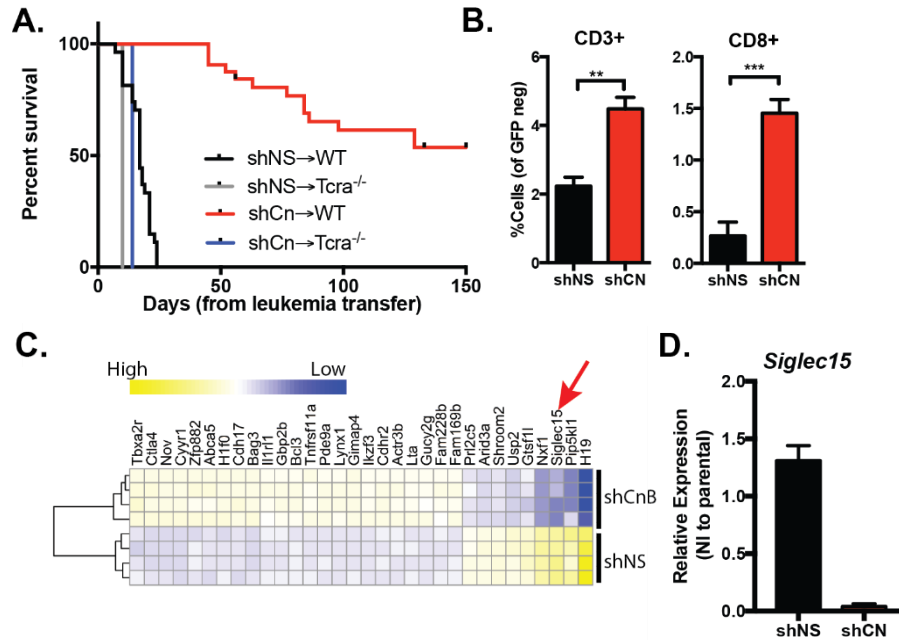 A.
Percent survival
100
50
0
0
50
100
150
Days (from leukemia transfer)
shNS→WT
shNS→Tcra-/-
shCn→WT
shCn→Tcra-/-
B.
CD3+
%Cells (of GFP neg)
6
4
2
0
**
shNS
shCN
CD8+
2.0
1.5
1.0
0.5
0.0
***
shNS
shCN
C.
High
Low
Tbxa2r
Ctla4
Nov
Cyyr1
Zfp882
Abca5
H1f0
Cdh17
Bag3
Il1rl1
Gbp2b
Bcl3
Tnfrsf11a
Pde9a
Lynx1
Gimap4
Ikzf3
Cdhr2
Actr3b
Lta
Gucy2g
Fam228b
Fam169b
Prl2c5
Arid3a
Shroom2
Usp2
Gtsf1l
Nxf1
Siglec15
Pip5kl1
H19
shCnB
shNS
D.
Siglec15
Relative Expression
(NI to parental)
2.0
1.5
1.0
0.5
0.0
shNS
shCN